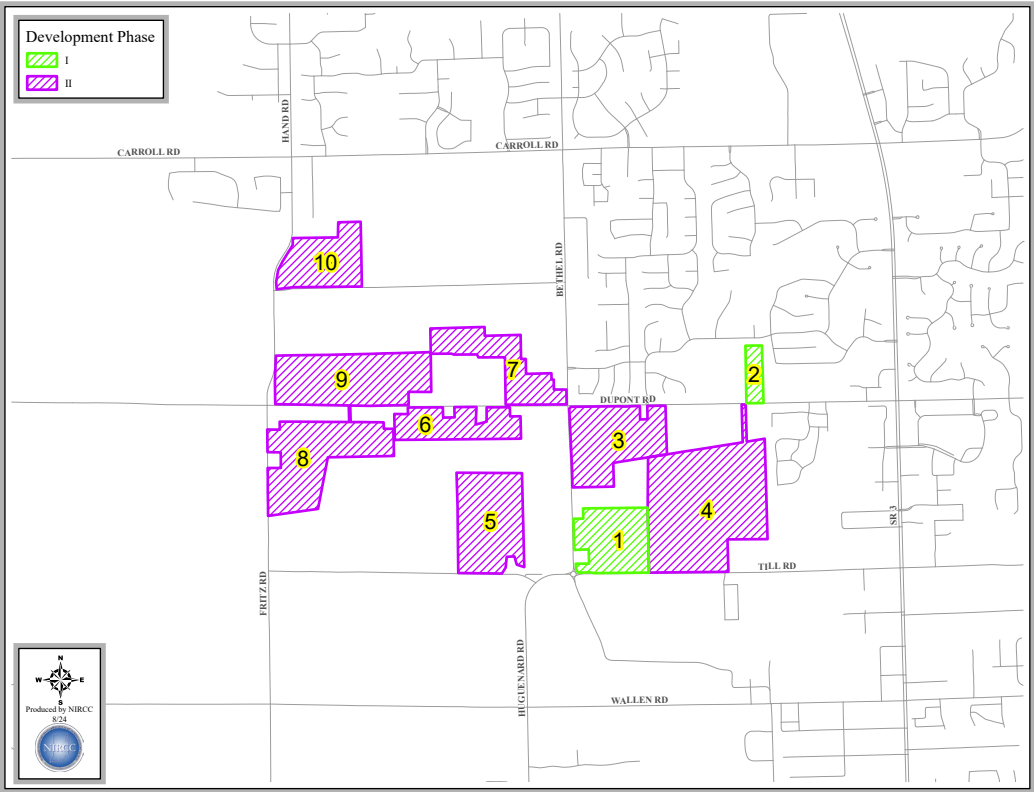 Development Phase
I
II
HAND RD
CARROLL RD
CARROLL RD
BETHEL RD
10
7
2
9
DUPONT RD
6
3
8
4
5
1
SR 3
TILL RD
FRITZ RD
HUGUENARD RD
WALLEN RD
N
W E
S
Produced by NIRCC
8/24
NIRCC